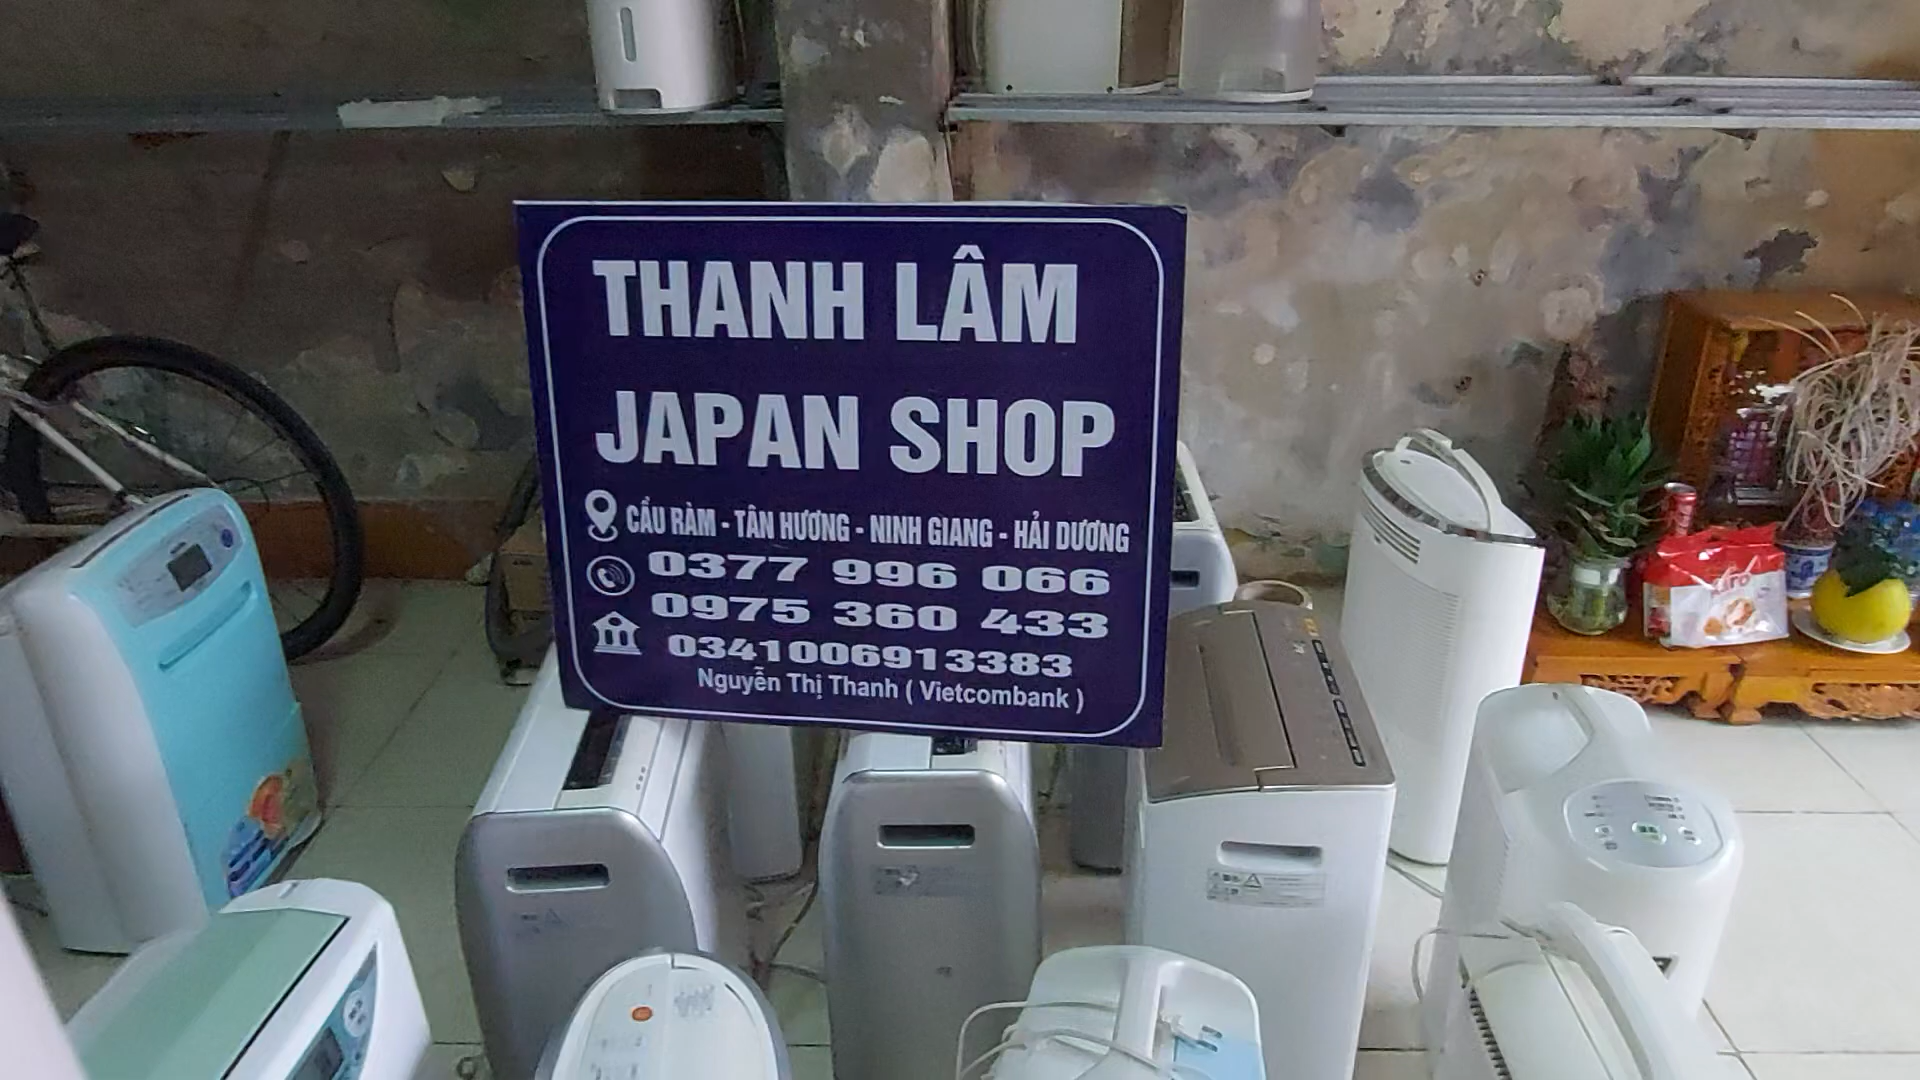 THANH LÂM
JAPAN SHOP
CẦU RÀM - TÂN HƯƠNG - NINH GIANG - HẢI DƯƠNG
0377 996 066
0975 360 433
0341006913383
Nguyễn Thị Thanh ( Vietcombank )